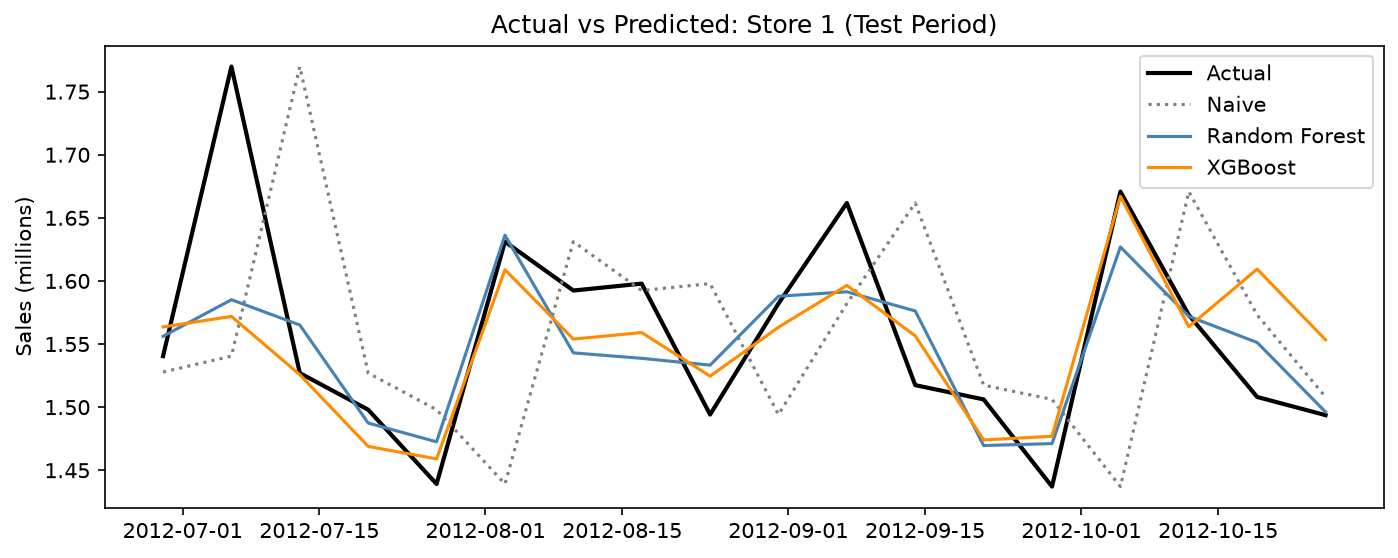 Actual vs Predicted: Store 1 (Test Period)
Sales (millions)
1.75
1.70
1.65
1.60
1.55
1.50
1.45
Actual
Naive
Random Forest
XGBoost
2012-07-01 2012-07-15 2012-08-01 2012-08-15 2012-09-01 2012-09-15 2012-10-01 2012-10-15